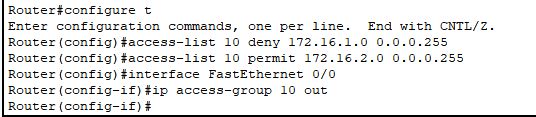 Router#configure t
Enter configuration commands, one per line.  End with CNTL/Z.
Router(config)#access-list 10 deny 172.16.1.0 0.0.0.255
Router(config)#access-list 10 permit 172.16.2.0 0.0.0.255
Router(config)#interface FastEthernet 0/0
Router(config-if)#ip access-group 10 out
Router(config-if)#